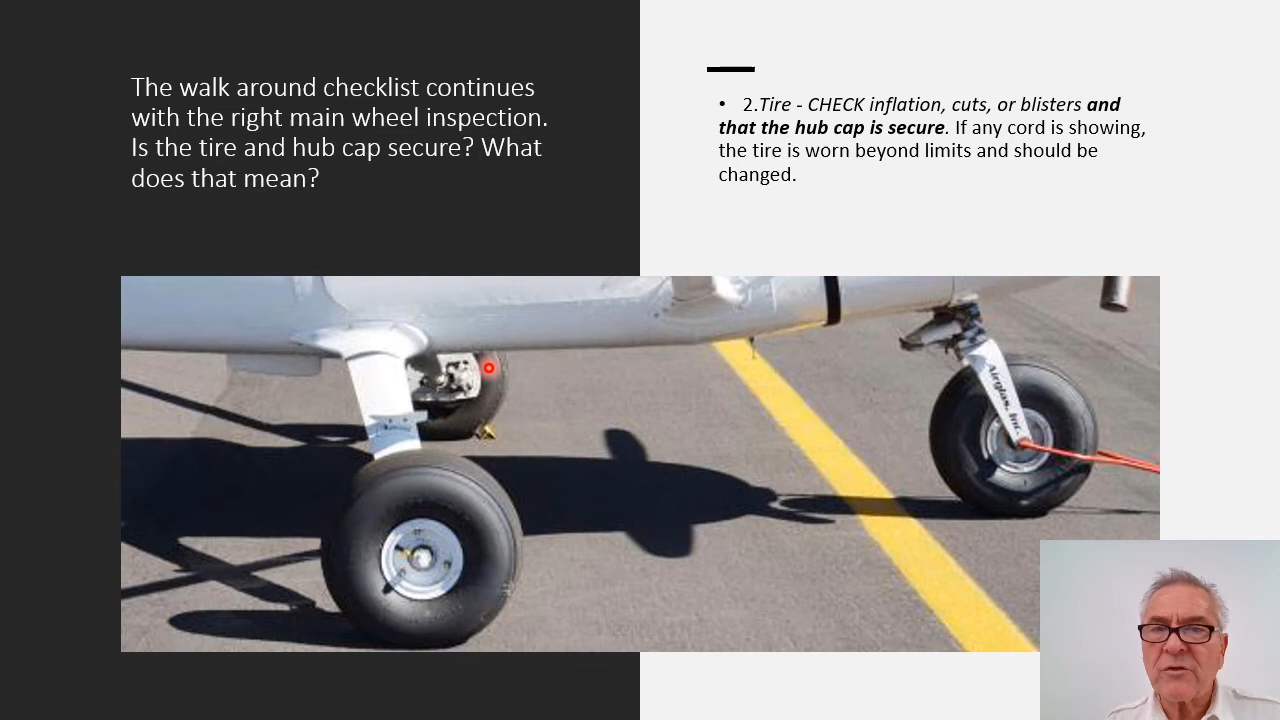 The walk around checklist continues
with the right main wheel inspection.
Is the tire and hub cap secure? What
does that mean?
• 2.Tire - CHECK inflation, cuts, or blisters and
that the hub cap is secure. If any cord is showing,
the tire is worn beyond limits and should be
changed.
Airglas, Inc.